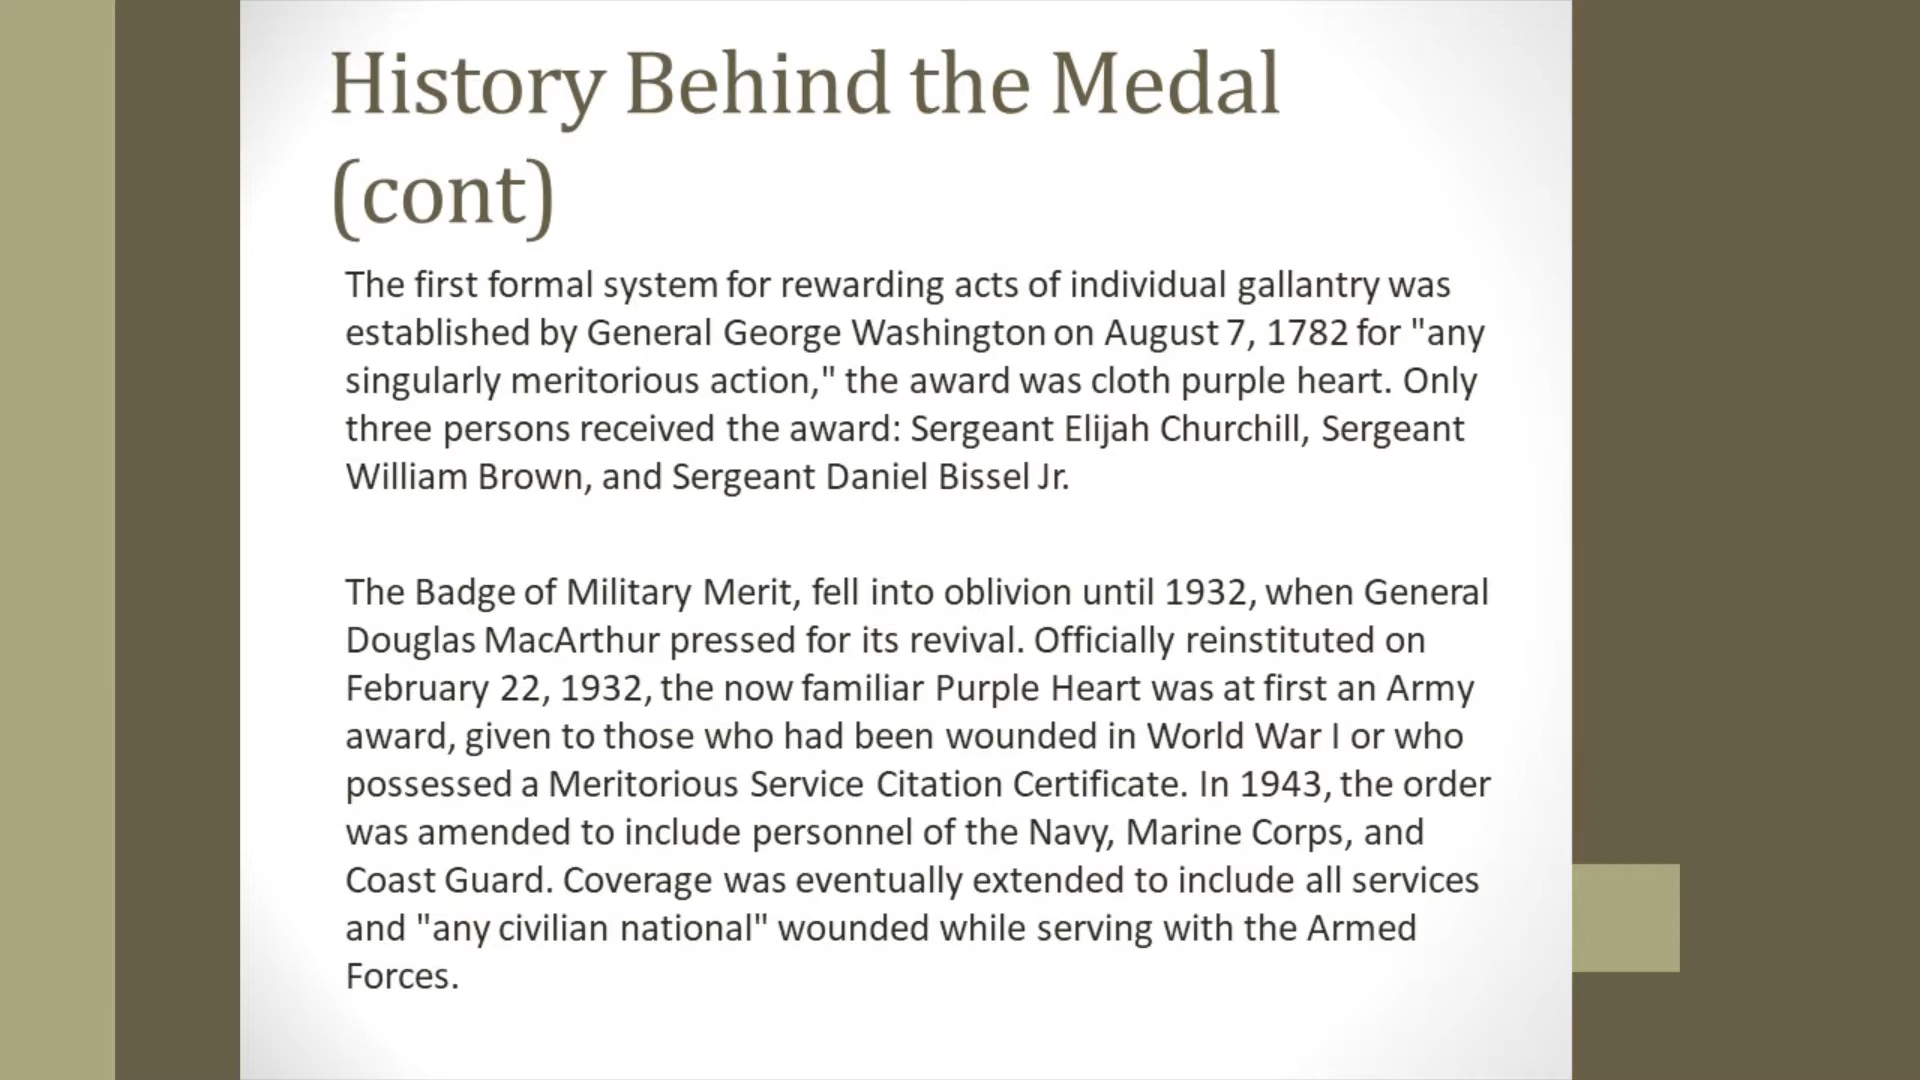 History Behind the Medal
(cont)
The first formal system for rewarding acts of individual gallantry was
established by General George Washington on August 7, 1782 for "any
singularly meritorious action," the award was cloth purple heart. Only
three persons received the award: Sergeant Elijah Churchill, Sergeant
William Brown, and Sergeant Daniel Bissel Jr.
The Badge of Military Merit, fell into oblivion until 1932, when General
Douglas MacArthur pressed for its revival. Officially reinstituted on
February 22, 1932, the now familiar Purple Heart was at first an Army
award, given to those who had been wounded in World War I or who
possessed a Meritorious Service Citation Certificate. In 1943, the order
was amended to include personnel of the Navy, Marine Corps, and
Coast Guard. Coverage was eventually extended to include all services
and "any civilian national" wounded while serving with the Armed
Forces.